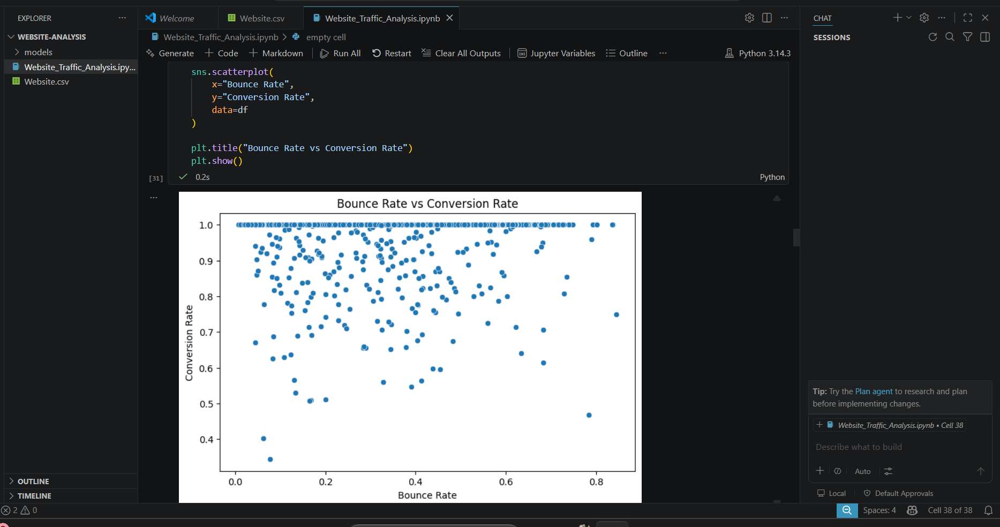 EXPLORER
WEBSITE-ANALYSIS
models
Website_Traffic_Analysis.ipy...
Website.csv
OUTLINE
TIMELINE
Welcome
Website.csv
Website_Traffic_Analysis.ipynb
Website_Traffic_Analysis.ipynb > empty cell
Generate + Code + Markdown Run All Restart Clear All Outputs Jupyter Variables Outline ... Python 3.14.3
sns.scatterplot(
x="Bounce Rate",
y="Conversion Rate",
data=df
)
plt.title("Bounce Rate vs Conversion Rate")
plt.show()
[31] 0.2s Python
Bounce Rate vs Conversion Rate
1.0
0.9
0.8
0.7
0.6
0.5
0.4
Conversion Rate
0.0 0.2 0.4 0.6 0.8
Bounce Rate
CHAT
SESSIONS
Tip: Try the Plan agent to research and plan
before implementing changes.
+ Website_Traffic_Analysis.ipynb • Cell 38
Describe what to build
Auto
Local Default Approvals
2 0 Spaces: 4 Cell 38 of 38